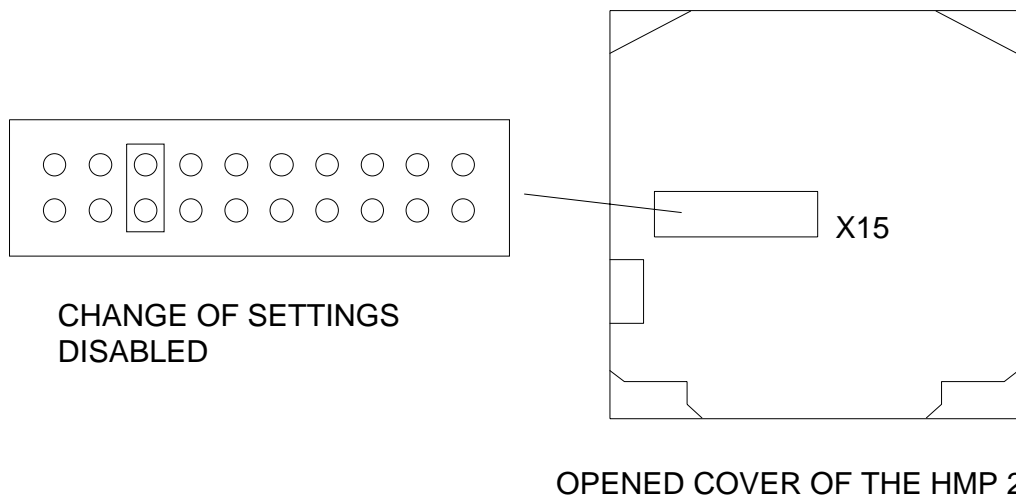 X15
CHANGE OF SETTINGS
DISABLED
OPENED COVER OF THE HMP 2